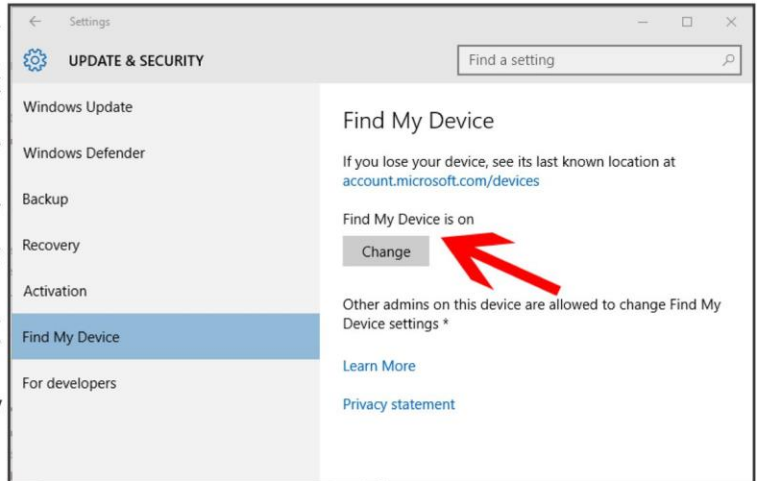 Settings
UPDATE & SECURITY
Find a setting
Windows Update
Windows Defender
Backup
Recovery
Activation
Find My Device
For developers
Find My Device
If you lose your device, see its last known location at
account.microsoft.com/devices
Find My Device is on
Change
Other admins on this device are allowed to change Find My
Device settings *
Learn More
Privacy statement